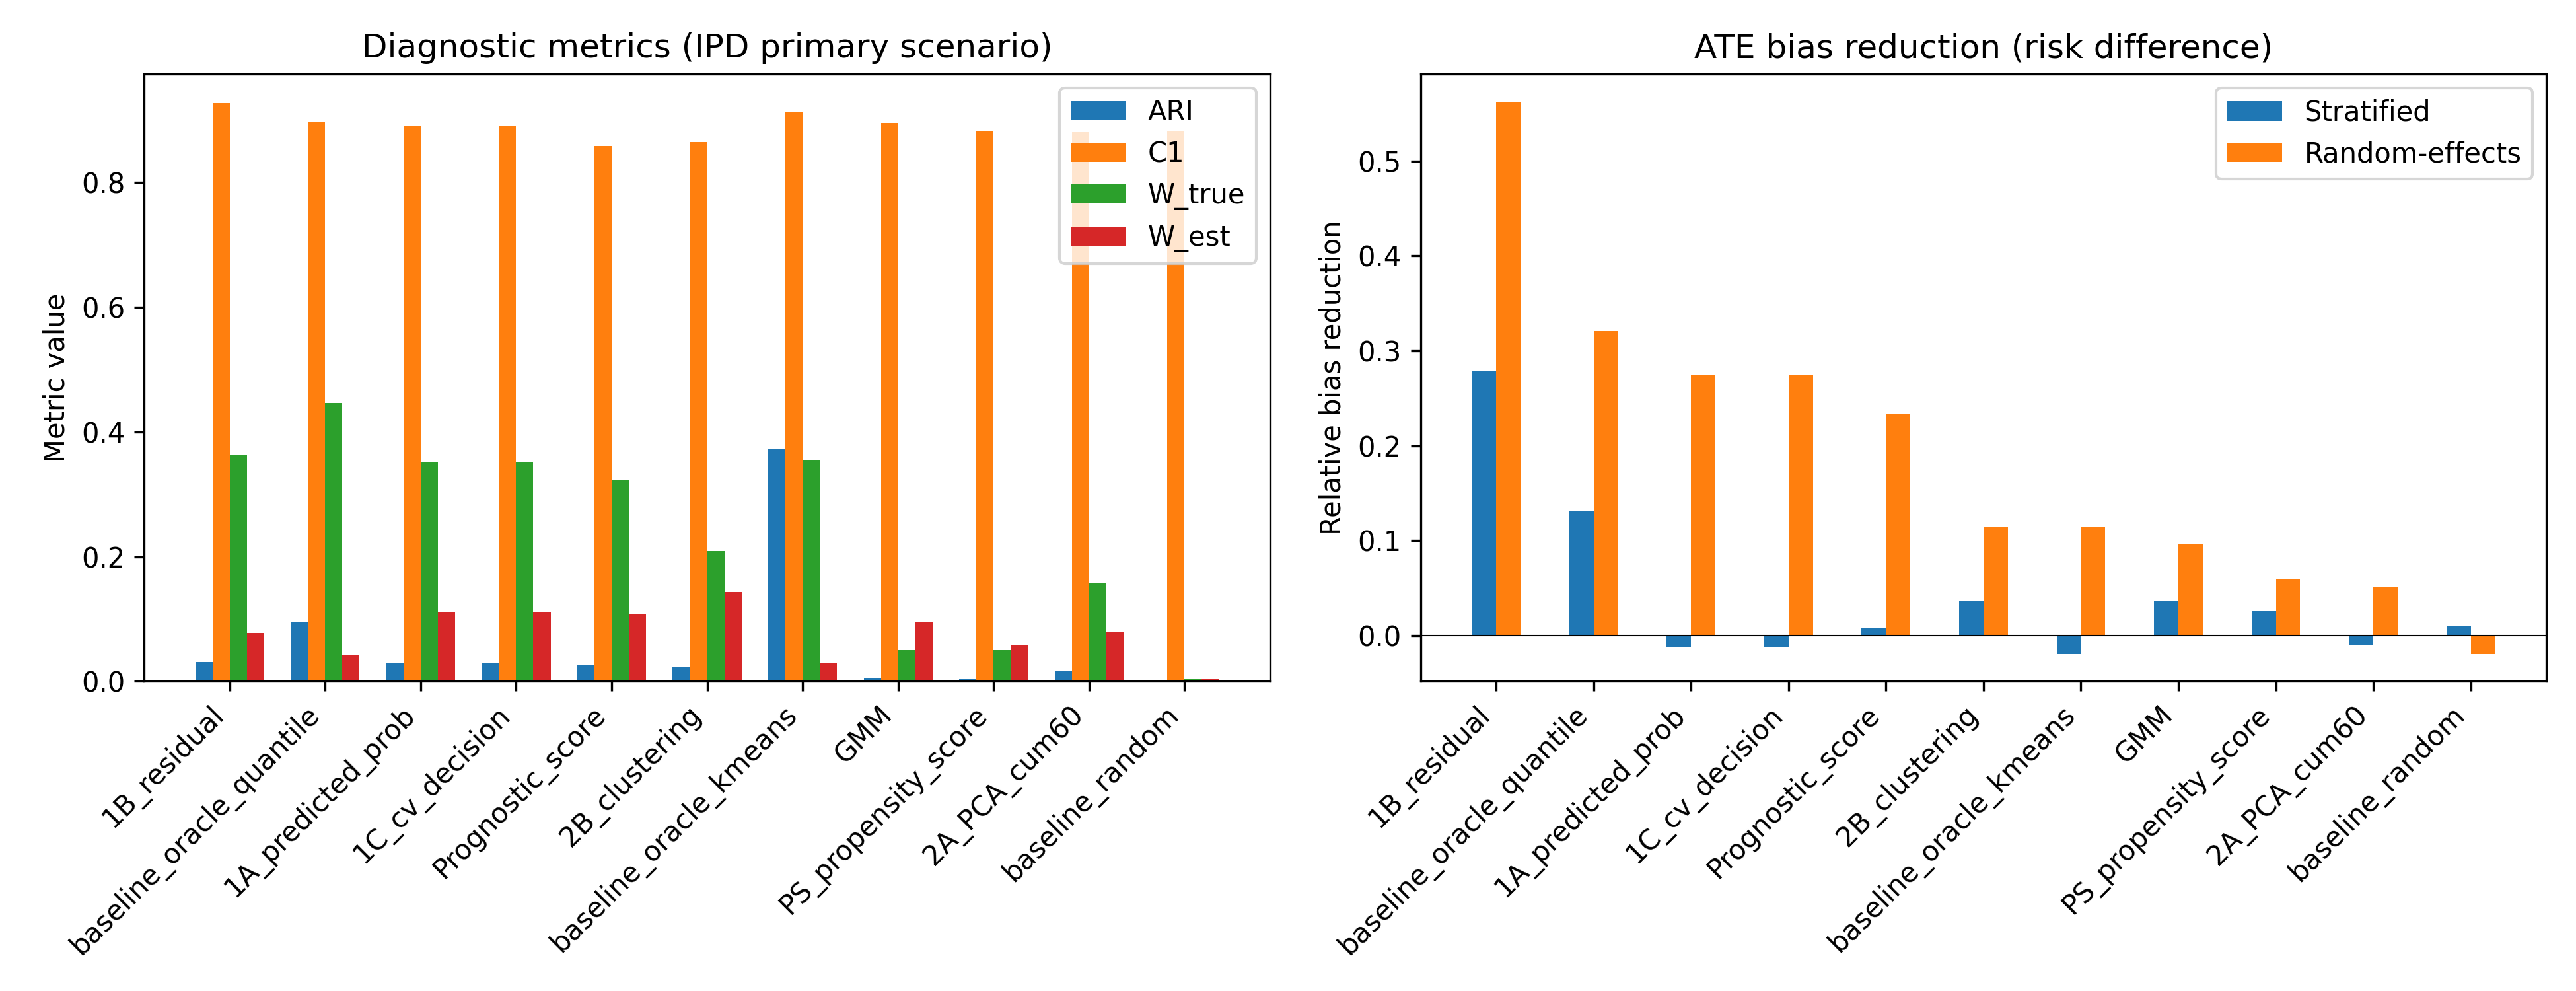 Diagnostic metrics (IPD primary scenario)
Metric value
0.8
0.6
0.4
0.2
0.0
ARI
C1
W_true
W_est
1B_residual
baseline_oracle_quantile
1A_predicted_prob
1C_cv_decision
Prognostic_score
2B_clustering
baseline_oracle_kmeans
GMM
PS_propensity_score
2A_PCA_cum60
baseline_random
ATE bias reduction (risk difference)
Relative bias reduction
0.5
0.4
0.3
0.2
0.1
0.0
Stratified
Random-effects
1B_residual
baseline_oracle_quantile
1A_predicted_prob
1C_cv_decision
Prognostic_score
2B_clustering
baseline_oracle_kmeans
GMM
PS_propensity_score
2A_PCA_cum60
baseline_random